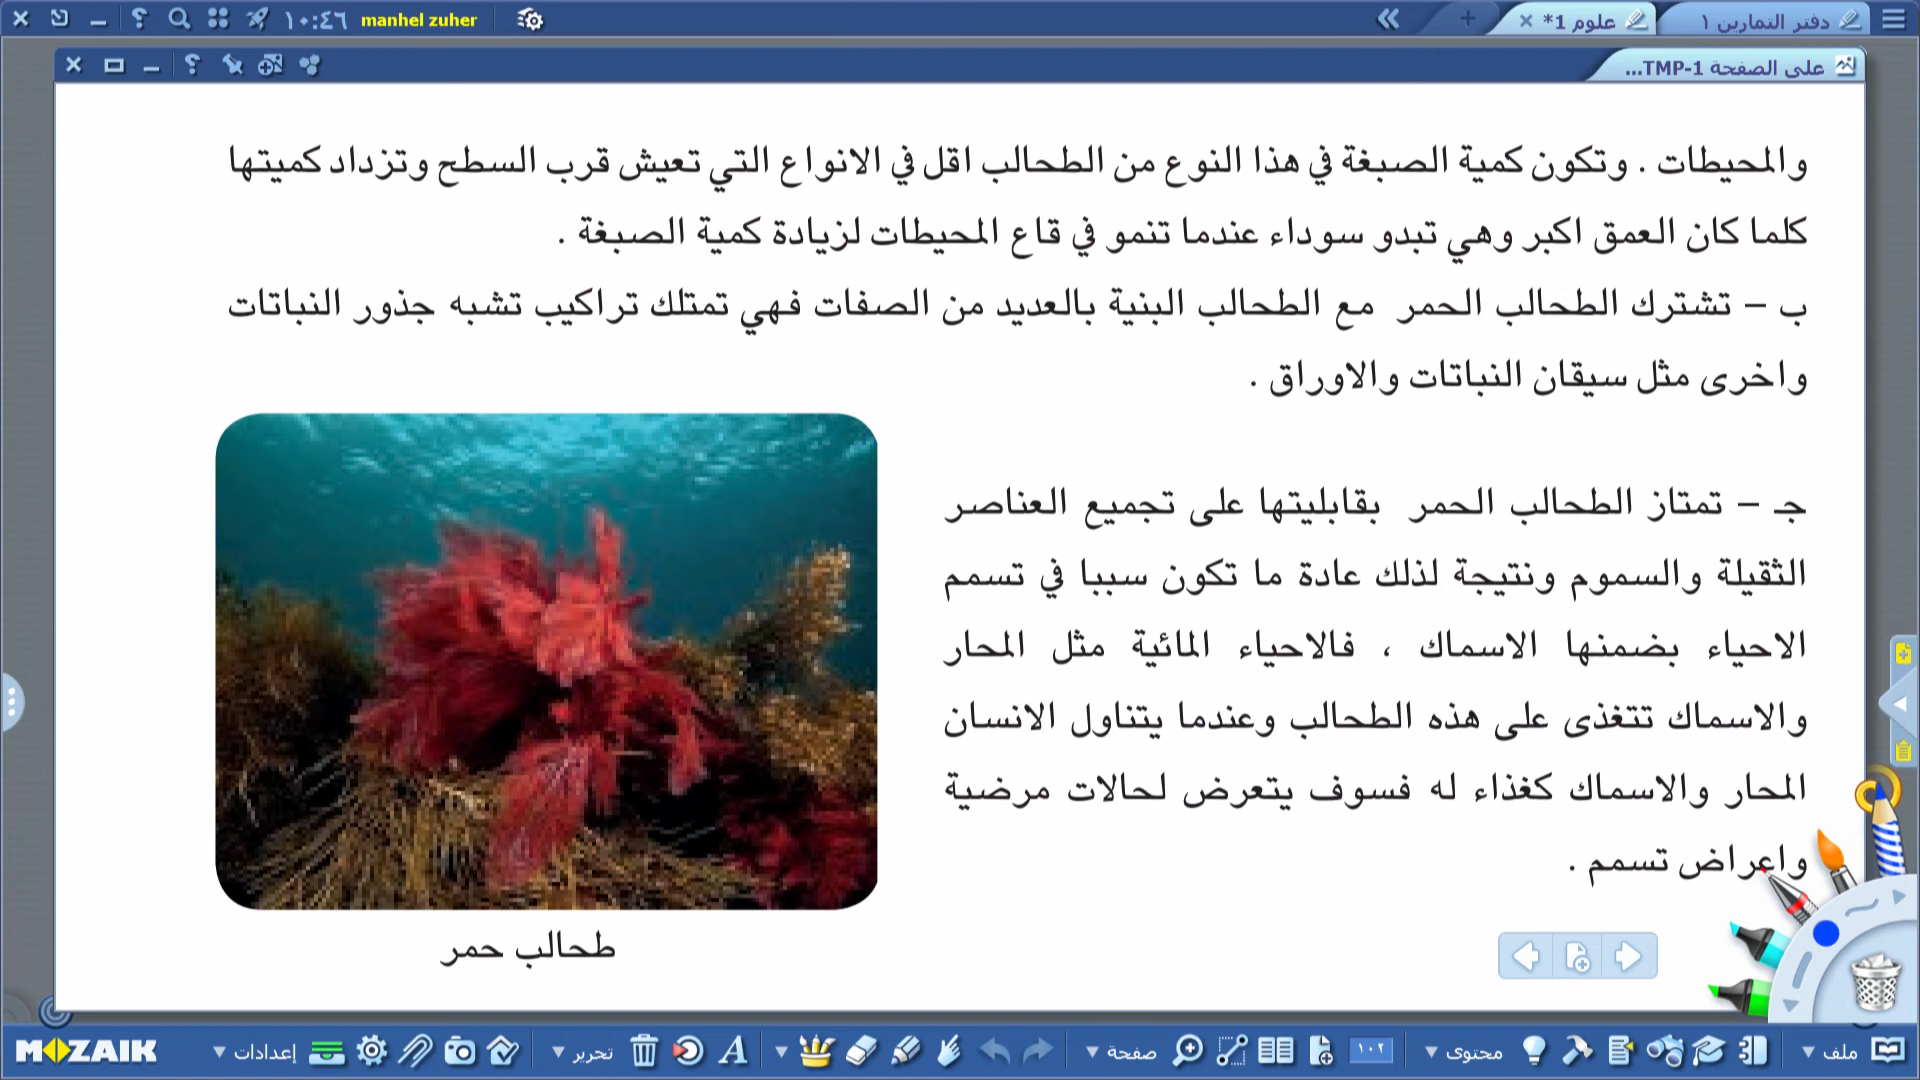 manhel zuher
١٠:٤٦
علوم 1*
دفتر التمارين ١
على الصفحة TMP-1...
والمحيطات . وتكون كمية الصبغة في هذا النوع من الطحالب اقل في الانواع التي تعيش قرب السطح وتزداد كميتها
كلما كان العمق اكبر وهي تبدو سوداء عندما تنمو في قاع المحيطات لزيادة كمية الصبغة .
ب – تشترك الطحالب الحمر مع الطحالب البنية بالعديد من الصفات فهي تمتلك تراكيب تشبه جذور النباتات
واخرى مثل سيقان النباتات والاوراق .
جـ – تمتاز الطحالب الحمر بقابليتها على تجميع العناصر
الثقيلة والسموم ونتيجة لذلك عادة ما تكون سببا في تسمم
الاحياء بضمنها الاسماك ، فالاحياء المائية مثل المحار
والاسماك تتغذى على هذه الطحالب وعندما يتناول الانسان
المحار والاسماك كغذاء له فسوف يتعرض لحالات مرضية
واعراض تسمم .
طحالب حمر
ملف
محتوى
١٠٢
صفحة
تحرير
إعدادات
MOZAIK